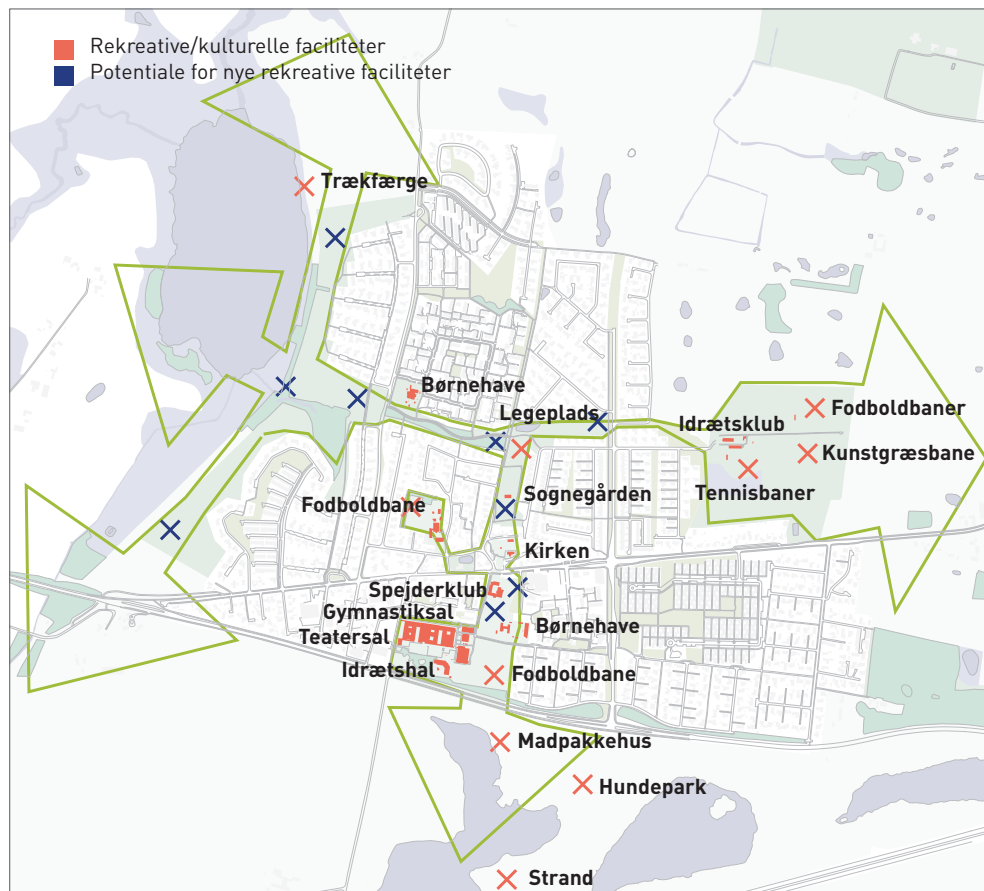 Rekreative/kulturelle faciliteter
Potentiale for nye rekreative faciliteter
Trækfærge
Børnehave
Legeplads
Fodboldbaner
Idrætsklub
Kunstgræsbane
Tennisbaner
Sognegården
Fodboldbane
Kirken
Spejderklub
Gymnastiksal
Børnehave
Teatersal
Idrætshal
Fodboldbane
Madpakkehus
Hundepark
Strand